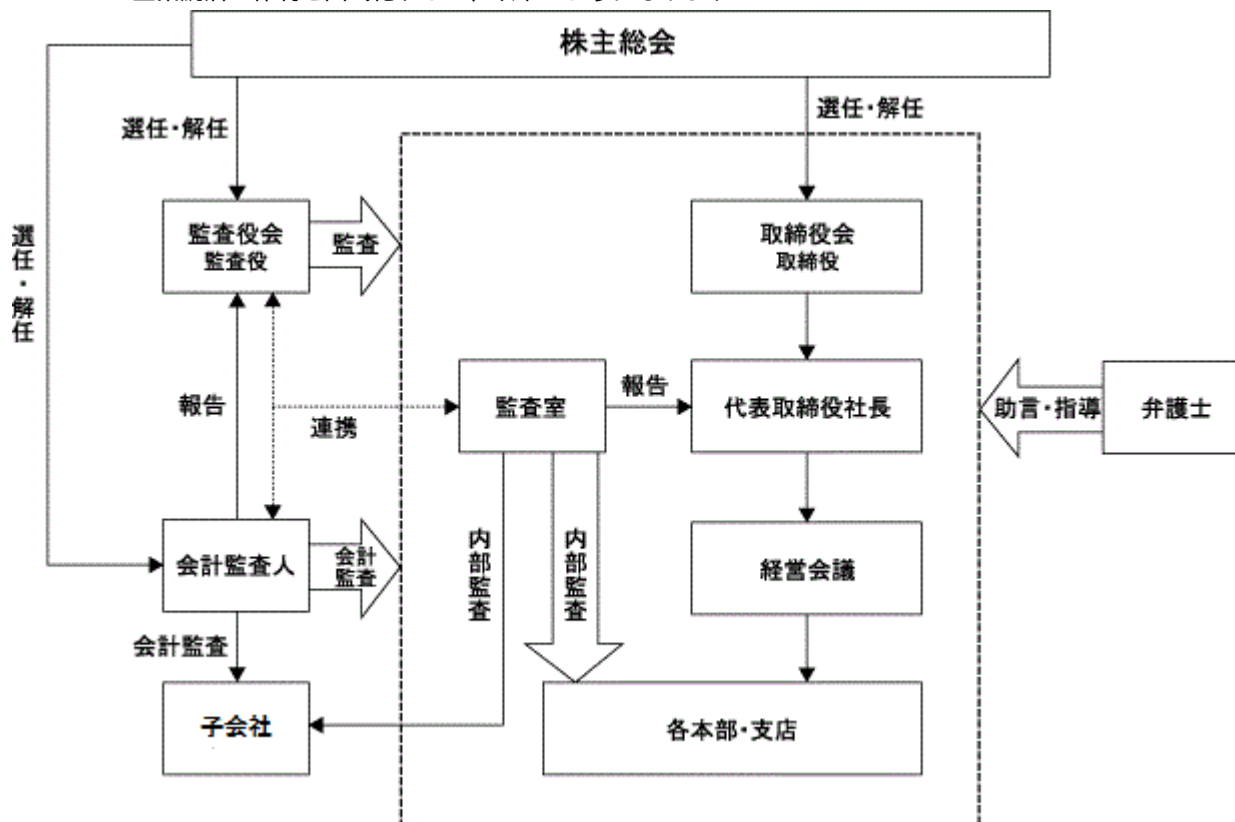 株主総会
選任・解任
選任・解任
選任・解任
監査役会
監査役
監査
取締役会
取締役
報告
連携
監査室
報告
代表取締役社長
助言・指導
弁護士
会計監査人
会計
監査
内部監査
内部監査
経営会議
会計監査
子会社
各本部・支店